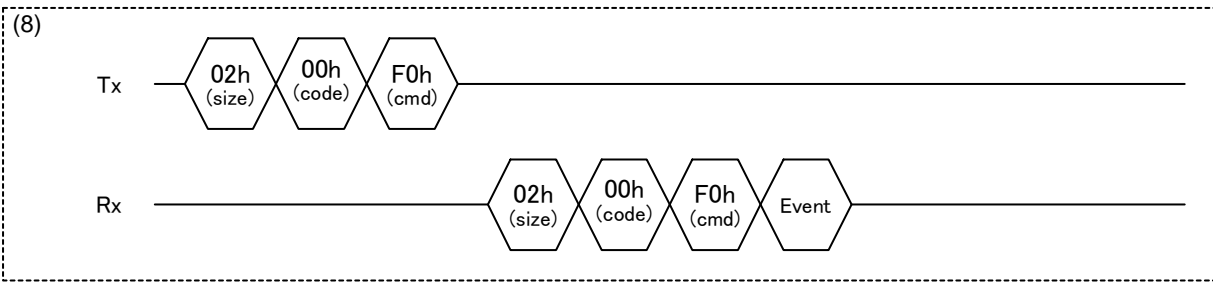 (8)
Tx
02h
(size)
00h
(code)
F0h
(cmd)
Rx
02h
(size)
00h
(code)
F0h
(cmd)
Event